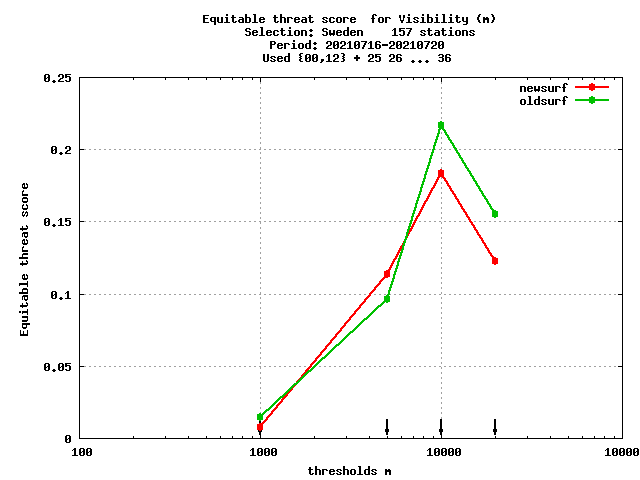 Equitable threat score  for Visibility (m)
Selection: Sweden    157 stations
Period: 20210716-20210720
Used {00,12} + 25 26 ... 36
newsurf
oldsurf
0.25
0.2
0.15
0.1
0.05
0
Equitable threat score
100
1000
10000
10000
thresholds m